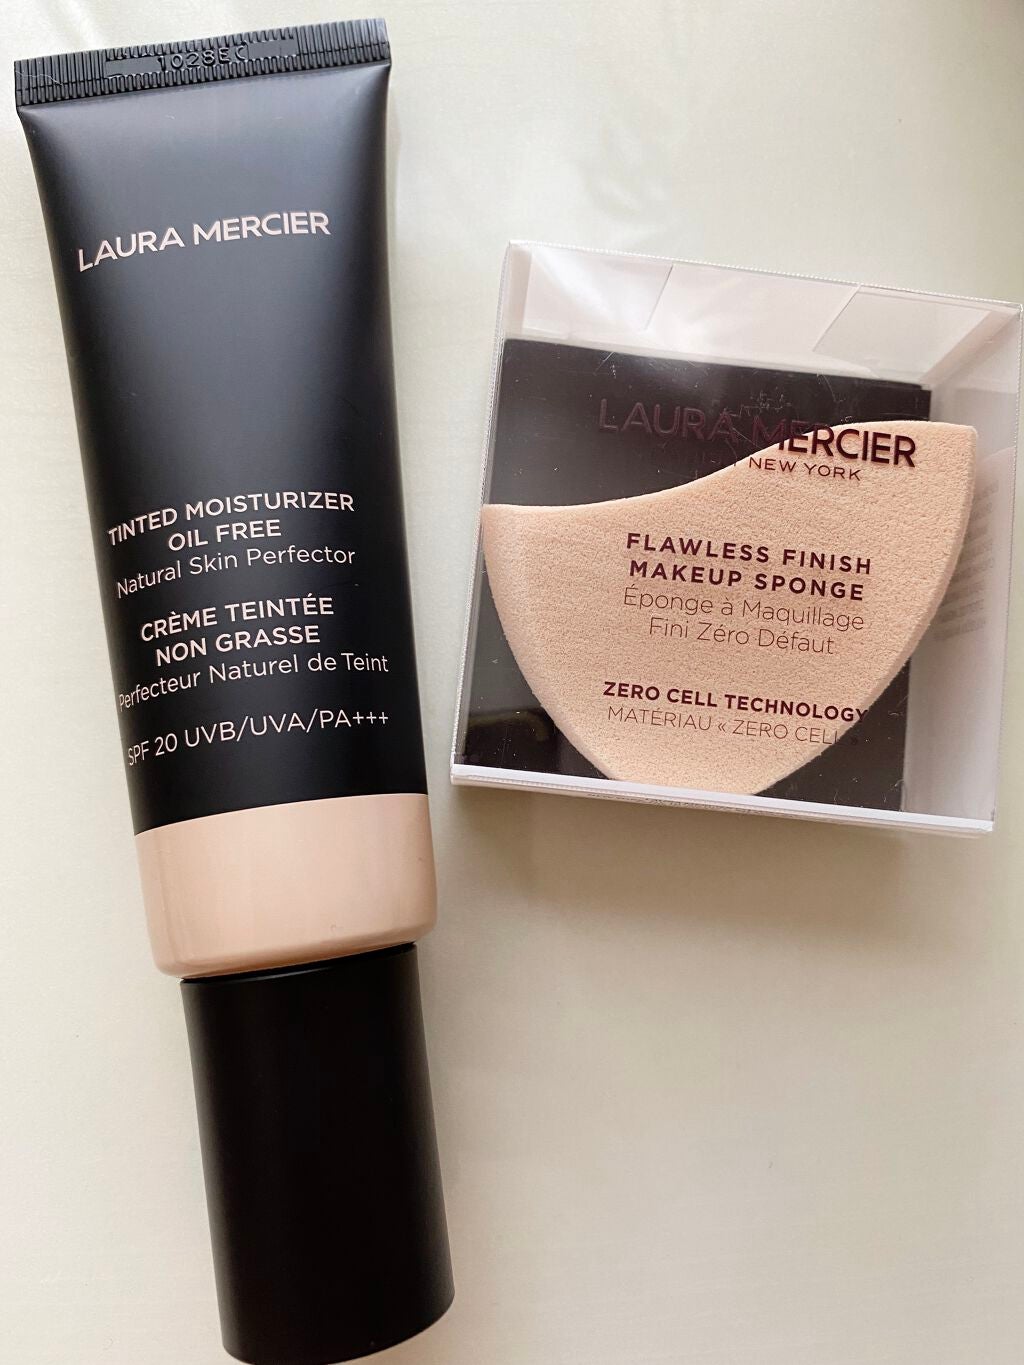 1028EC
LAURA MERCIER
TINTED MOISTURIZER
OIL FREE
Natural Skin Perfector
CRÈME TEINTÉE
NON GRASSE
Perfecteur Naturel de Teint
SPF 20 UVB/UVA/PA+++
LAURA MERCIER
NEW YORK
FLAWLESS FINISH
MAKEUP SPONGE
Éponge à Maquillage
Fini Zéro Défaut
ZERO CELL TECHNOLOGY
MATÉRIAU « ZERO CELL »